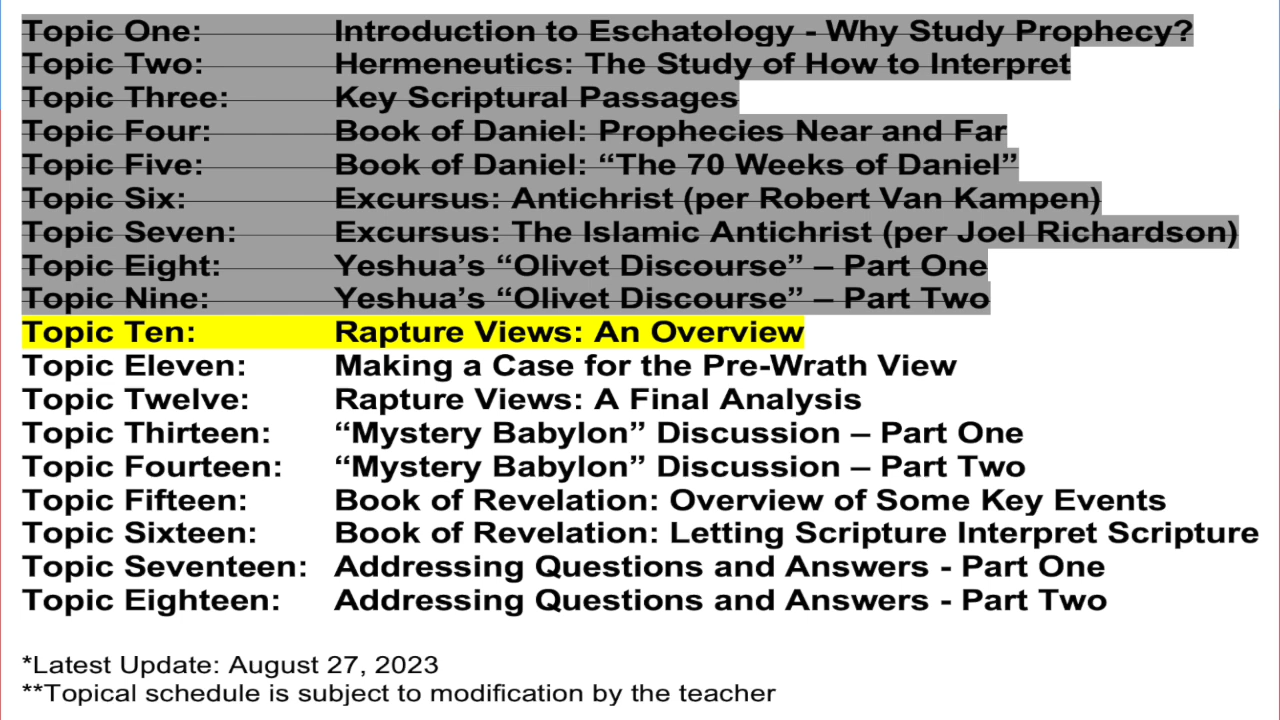 Topic One: Introduction to Eschatology - Why Study Prophecy?
Topic Two: Hermeneutics: The Study of How to Interpret
Topic Three: Key Scriptural Passages
Topic Four: Book of Daniel: Prophecies Near and Far
Topic Five: Book of Daniel: “The 70 Weeks of Daniel”
Topic Six: Excursus: Antichrist (per Robert Van Kampen)
Topic Seven: Excursus: The Islamic Antichrist (per Joel Richardson)
Topic Eight: Yeshua’s “Olivet Discourse” – Part One
Topic Nine: Yeshua’s “Olivet Discourse” – Part Two
Topic Ten: Rapture Views: An Overview
Topic Eleven: Making a Case for the Pre-Wrath View
Topic Twelve: Rapture Views: A Final Analysis
Topic Thirteen: “Mystery Babylon” Discussion – Part One
Topic Fourteen: “Mystery Babylon” Discussion – Part Two
Topic Fifteen: Book of Revelation: Overview of Some Key Events
Topic Sixteen: Book of Revelation: Letting Scripture Interpret Scripture
Topic Seventeen: Addressing Questions and Answers - Part One
Topic Eighteen: Addressing Questions and Answers - Part Two
*Latest Update: August 27, 2023
**Topical schedule is subject to modification by the teacher